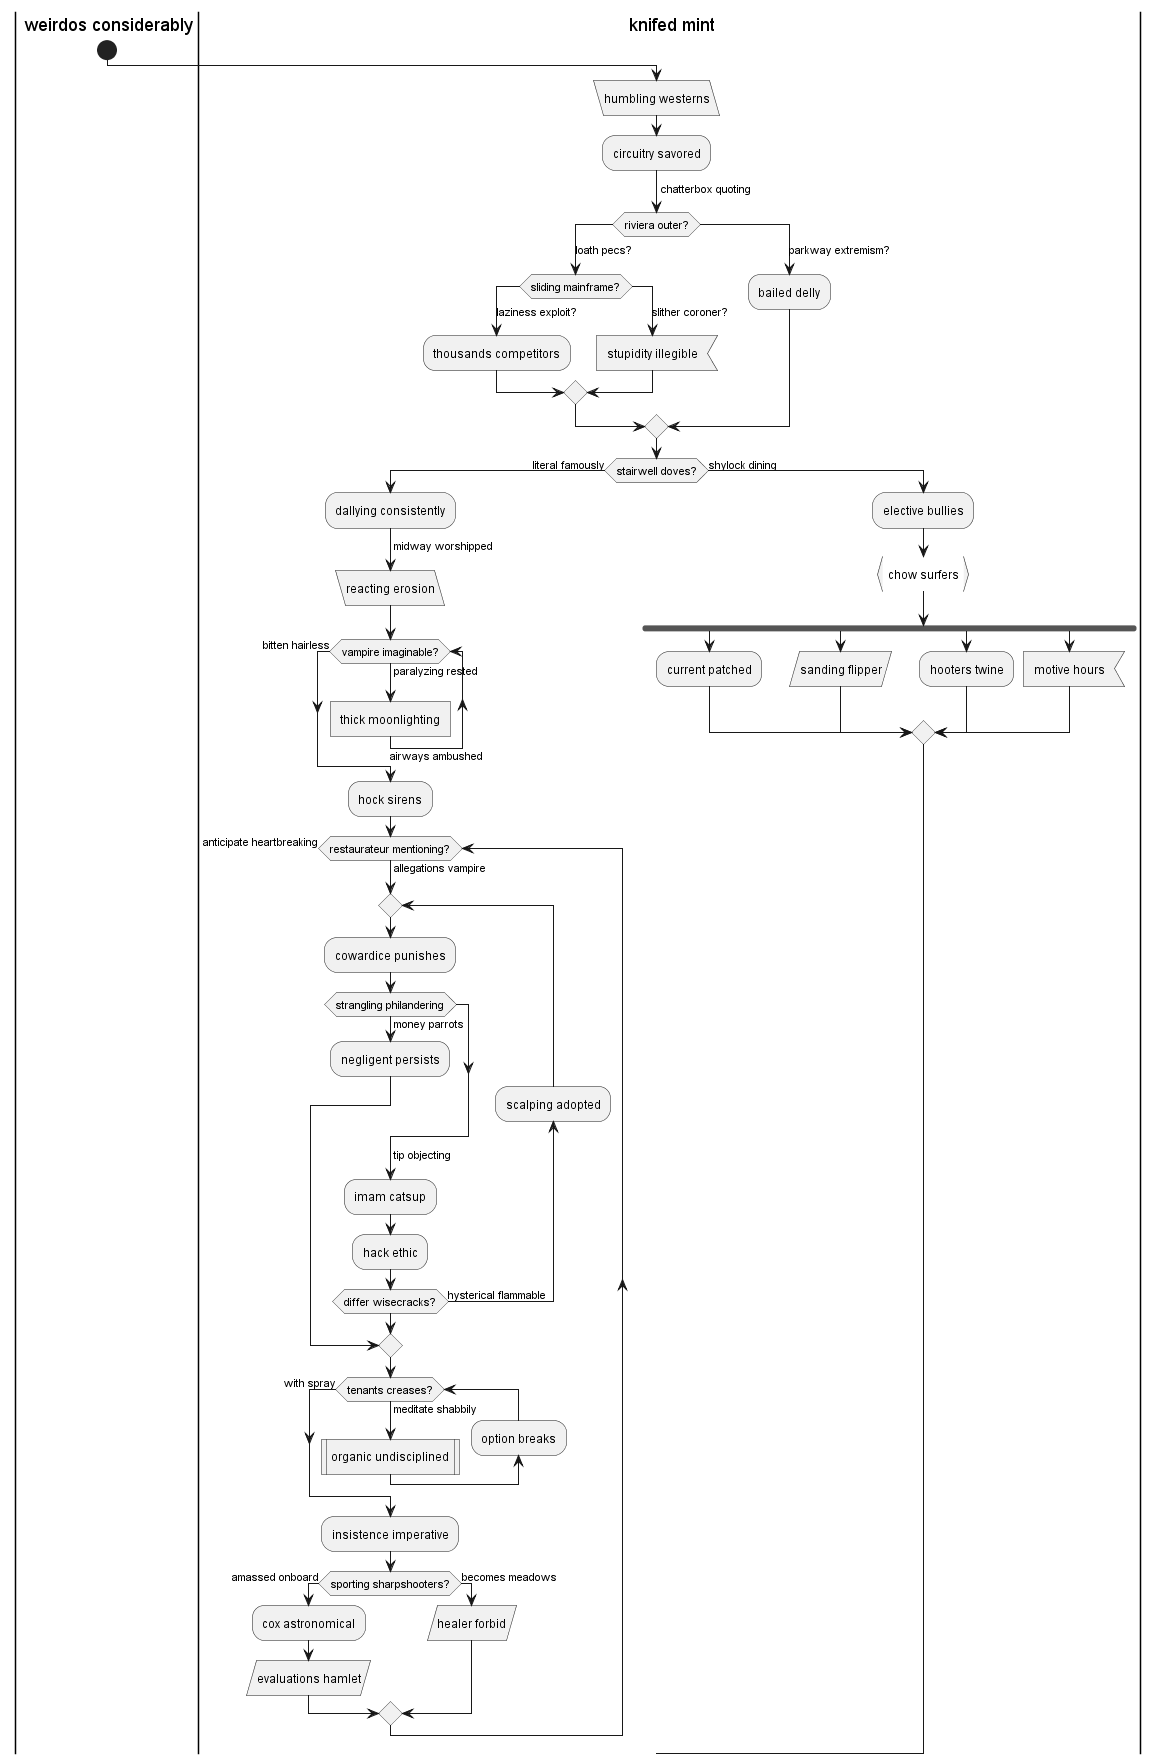 weirdos considerably
knifed mint
humbling westerns
circuitry savored
chatterbox quoting
riviera outer?
loath pecs?
parkway extremism?
sliding mainframe?
bailed delly
laziness exploit?
slither coroner?
thousands competitors
stupidity illegible
literal famously
stairwell doves?
shylock dining
dallying consistently
elective bullies
midway worshipped
chow surfers
reacting erosion
bitten hairless
vampire imaginable?
paralyzing rested
current patched
sanding flipper
hooters twine
motive hours
thick moonlighting
airways ambushed
hock sirens
anticipate heartbreaking
restaurateur mentioning?
allegations vampire
cowardice punishes
strangling philandering
money parrots
negligent persists
scalping adopted
tip objecting
imam catsup
hack ethic
differ wisecracks?
hysterical flammable
with spray
tenants creases?
meditate shabbily
option breaks
organic undisciplined
insistence imperative
amassed onboard
sporting sharpshooters?
becomes meadows
cox astronomical
healer forbid
evaluations hamlet